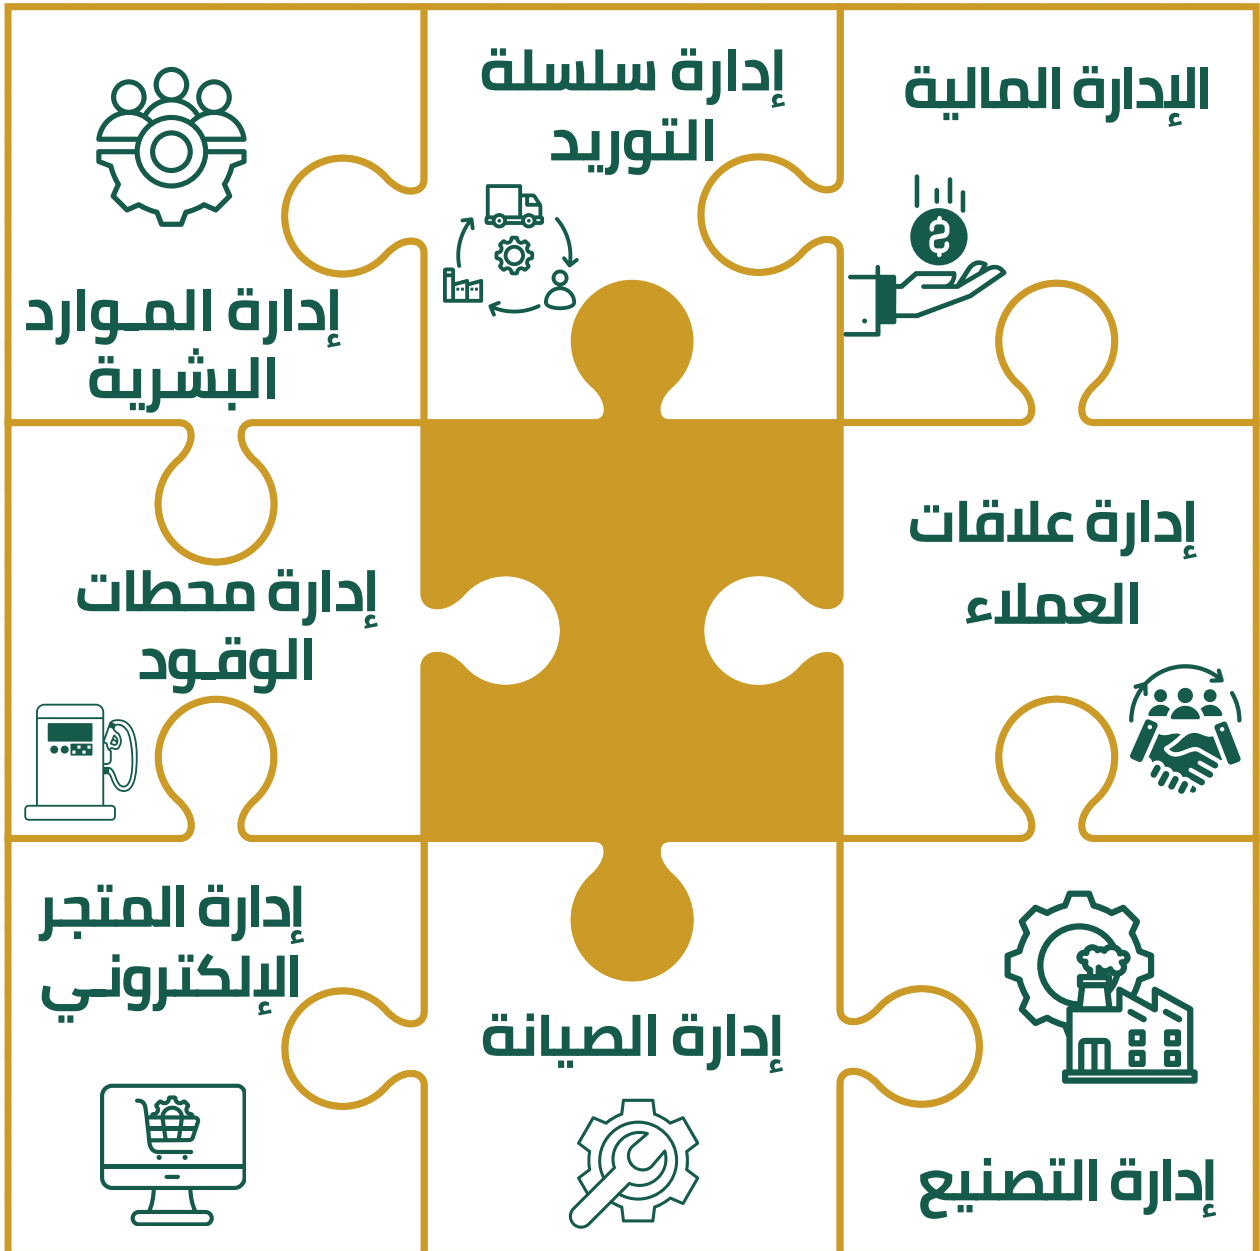 الإدارة المالية
إدارة سلسلة
التوريد
إدارة المـوارد
البشرية
إدارة علاقات
العملاء
إدارة محطات
الوقـود
إدارة التصنيع
إدارة الصيانة
إدارة المتجر
الإلكترونـي